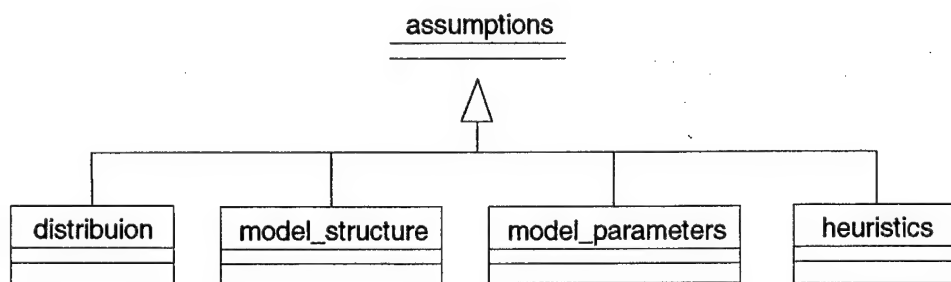 assumptions
distribuion
model_structure
model_parameters
heuristics